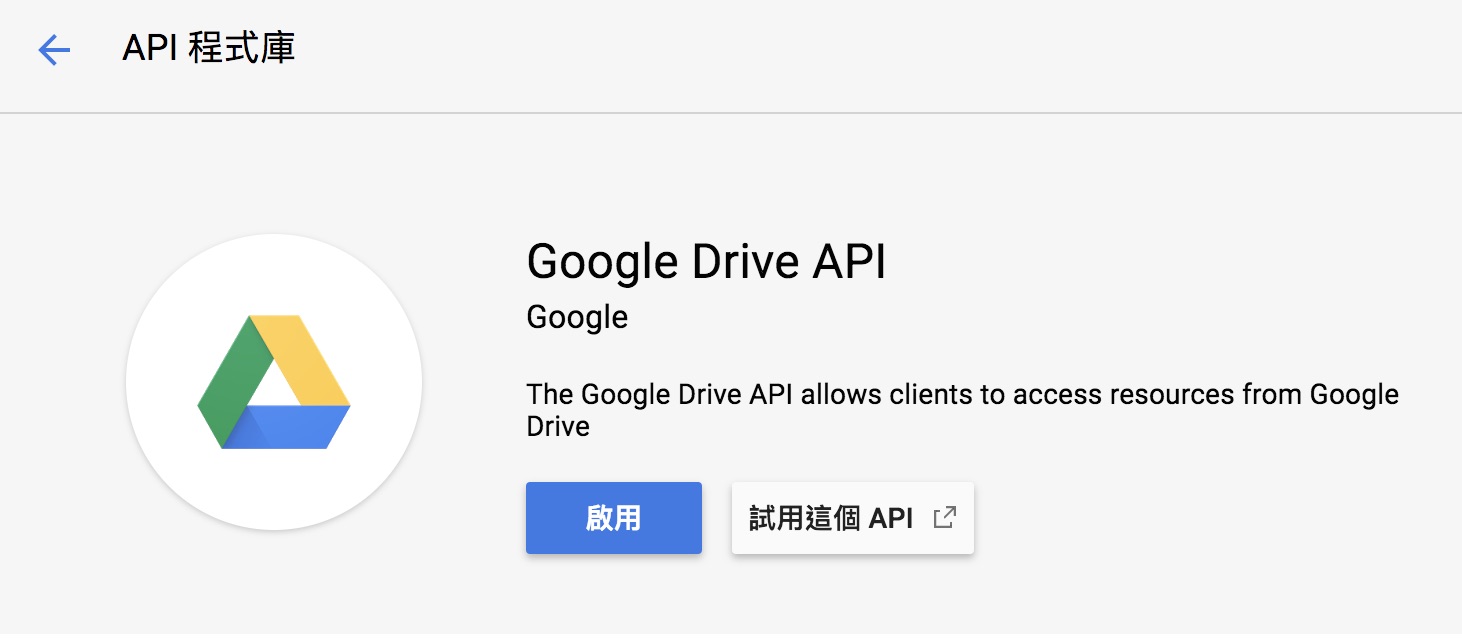 API 程式庫
Google Drive API
Google
The Google Drive API allows clients to access resources from Google
Drive
啟用
試用這個 API